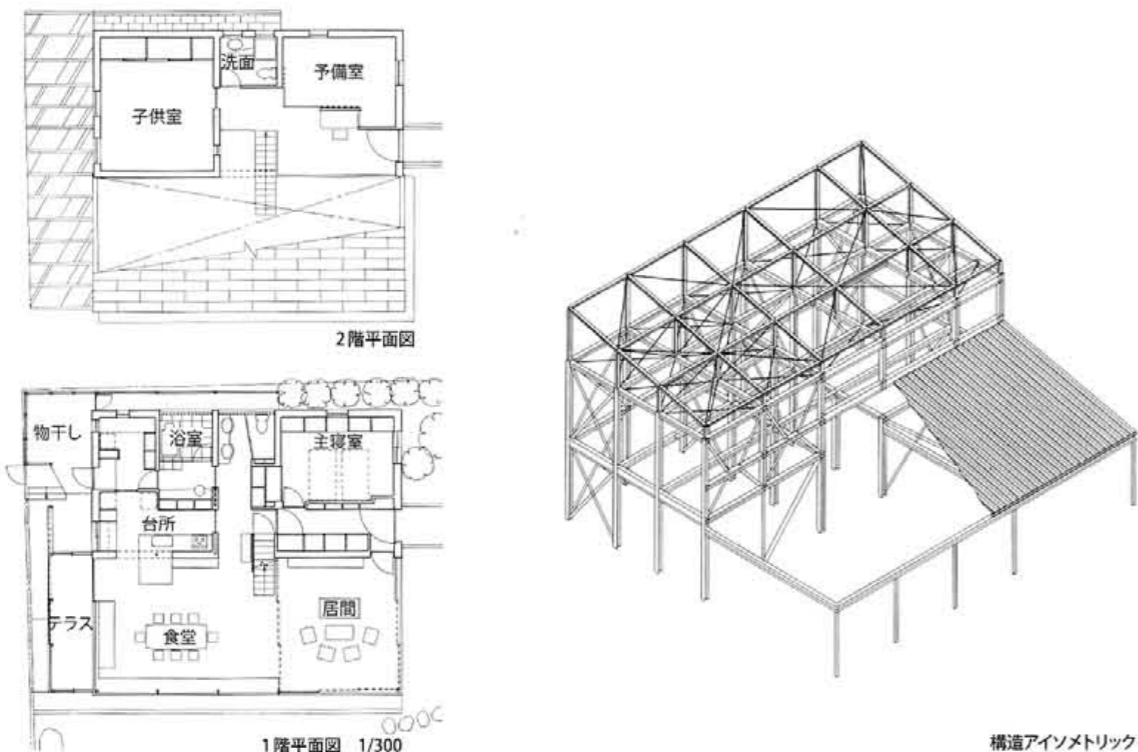 洗面
予備室
子供室
2階平面図
物干し
浴室
主寝室
台所
居間
テラス
食堂
1階平面図 1/300
構造アイソメトリック